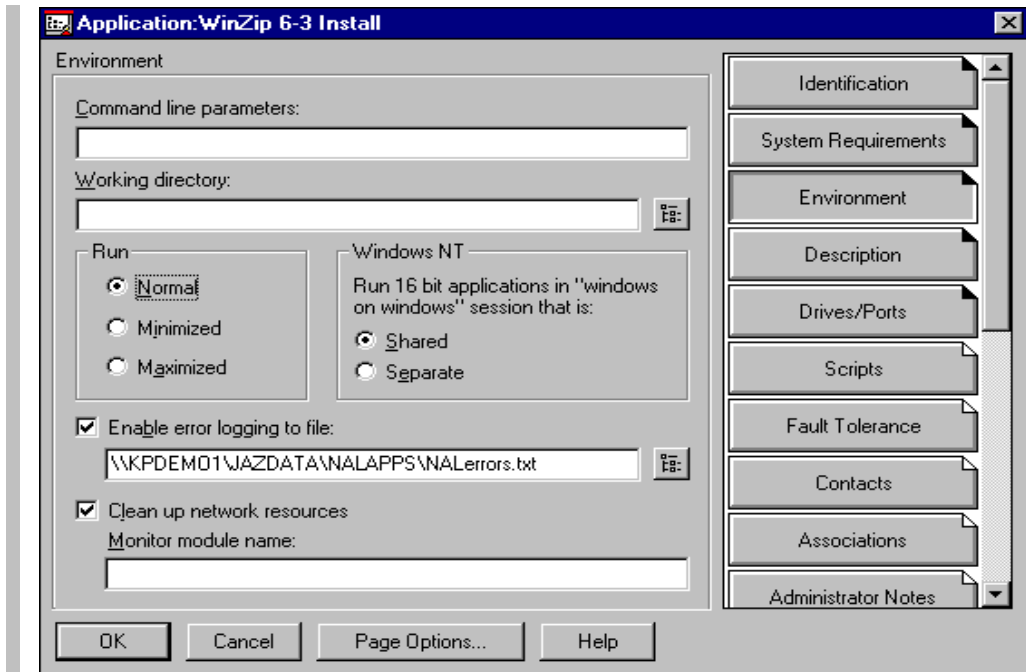 Application:WinZip 6-3 Install
Environment
Command line parameters:
Working directory:
Run
Normal
Minimized
Maximized
Windows NT
Run 16 bit applications in "windows
on windows" session that is:
Shared
Separate
Enable error logging to file:
\\KPDEMO1\JAZDATA\NALAPPS\NALerrors.txt
Clean up network resources
Monitor module name:
OK
Cancel
Page Options...
Help
Identification
System Requirements
Environment
Description
Drives/Ports
Scripts
Fault Tolerance
Contacts
Associations
Administrator Notes